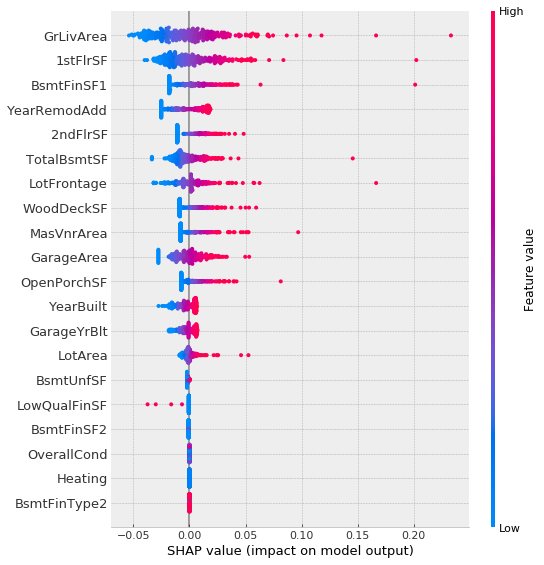 High
GrLivArea
1stFlrSF
BsmtFinSF1
YearRemodAdd
2ndFlrSF
TotalBsmtSF
LotFrontage
WoodDeckSF
MasVnrArea
GarageArea
OpenPorchSF
YearBuilt
GarageYrBlt
LotArea
BsmtUnfSF
LowQualFinSF
BsmtFinSF2
OverallCond
Heating
BsmtFinType2
Feature value
Low
−0.05 0.00 0.05 0.10 0.15 0.20
SHAP value (impact on model output)